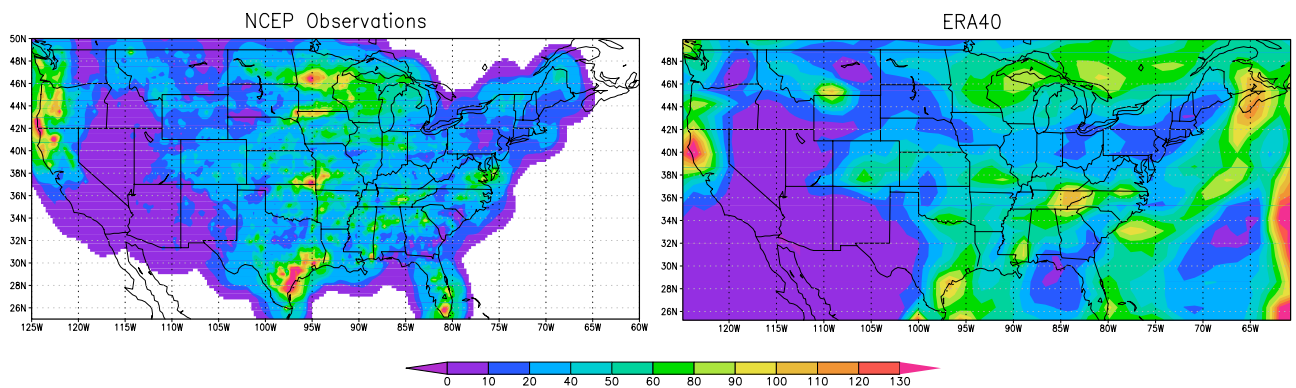 NCEP Observations
ERA40
50N
48N
46N
44N
42N
40N
38N
36N
34N
32N
30N
28N
26N
125W 120W 115W 110W 105W 100W 95W 90W 85W 80W 75W 70W 65W 60W
48N
46N
44N
42N
40N
38N
36N
34N
32N
30N
28N
26N
120W 115W 110W 105W 100W 95W 90W 85W 80W 75W 70W 65W
0 10 20 40 50 60 80 90 100 110 120 130